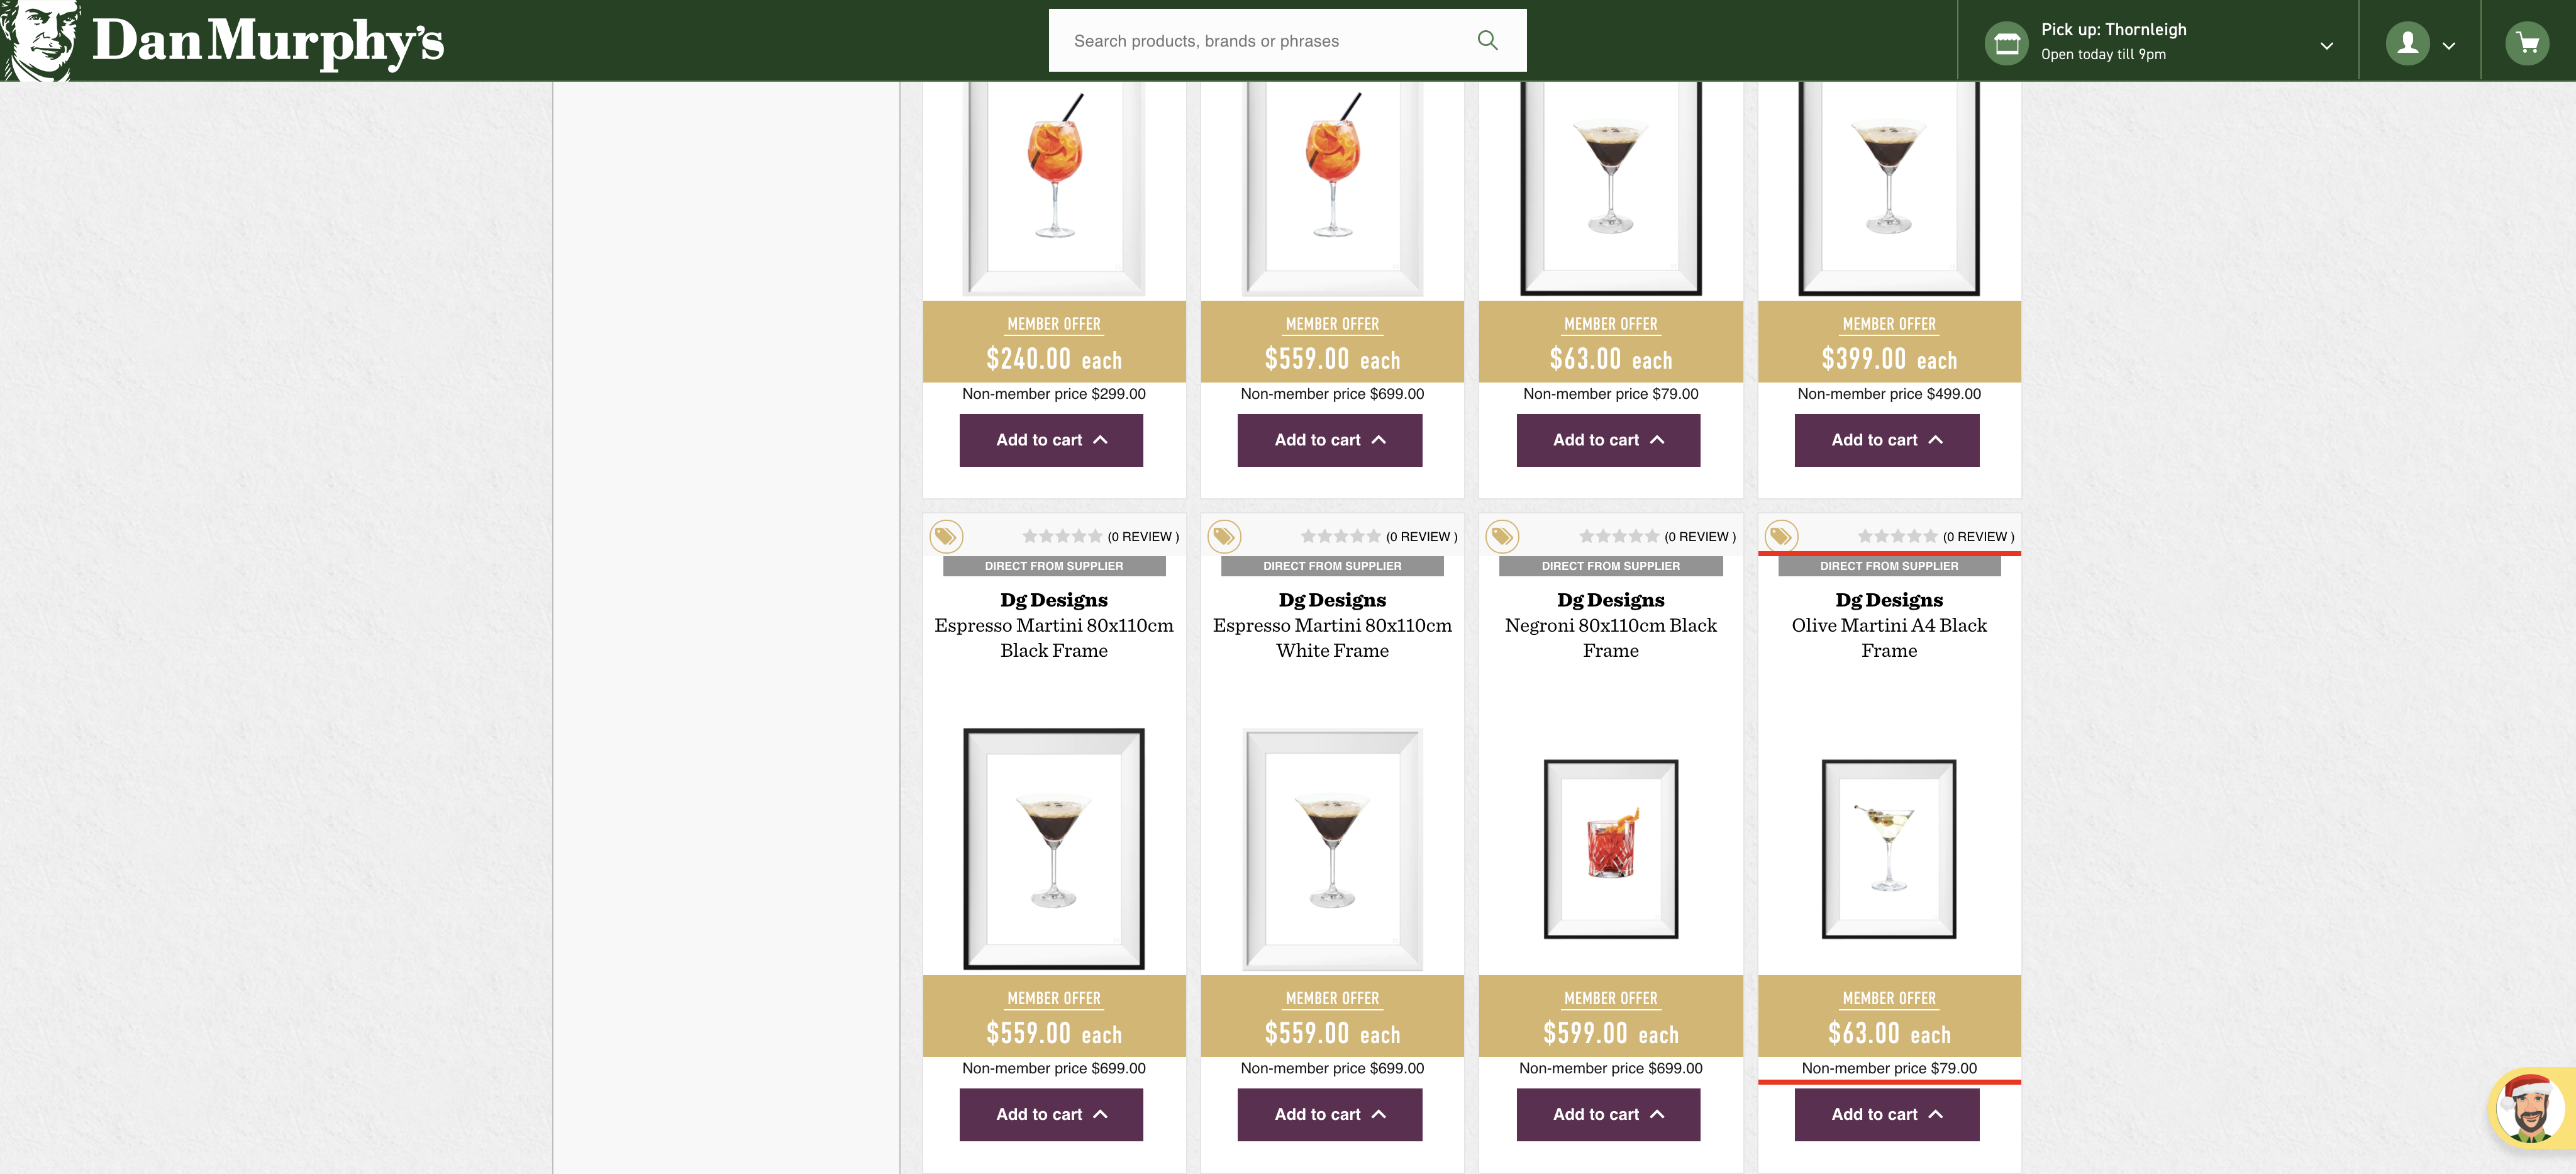 Dan Murphy's
Search products, brands or phrases
Pick up: Thornleigh
Open today till 9pm
MEMBER OFFER
$240.00 each
Non-member price $299.00
Add to cart
MEMBER OFFER
$559.00 each
Non-member price $699.00
Add to cart
MEMBER OFFER
$63.00 each
Non-member price $79.00
Add to cart
MEMBER OFFER
$399.00 each
Non-member price $499.00
Add to cart
(0 REVIEW )
DIRECT FROM SUPPLIER
Dg Designs
Espresso Martini 80x110cm
Black Frame
MEMBER OFFER
$559.00 each
Non-member price $699.00
Add to cart
(0 REVIEW )
DIRECT FROM SUPPLIER
Dg Designs
Espresso Martini 80x110cm
White Frame
MEMBER OFFER
$559.00 each
Non-member price $699.00
Add to cart
(0 REVIEW )
DIRECT FROM SUPPLIER
Dg Designs
Negroni 80x110cm Black
Frame
MEMBER OFFER
$599.00 each
Non-member price $699.00
Add to cart
(0 REVIEW )
DIRECT FROM SUPPLIER
Dg Designs
Olive Martini A4 Black
Frame
MEMBER OFFER
$63.00 each
Non-member price $79.00
Add to cart